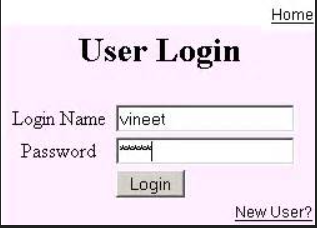 Home
User Login
Login Name vineet
Password ******
Login
New User?